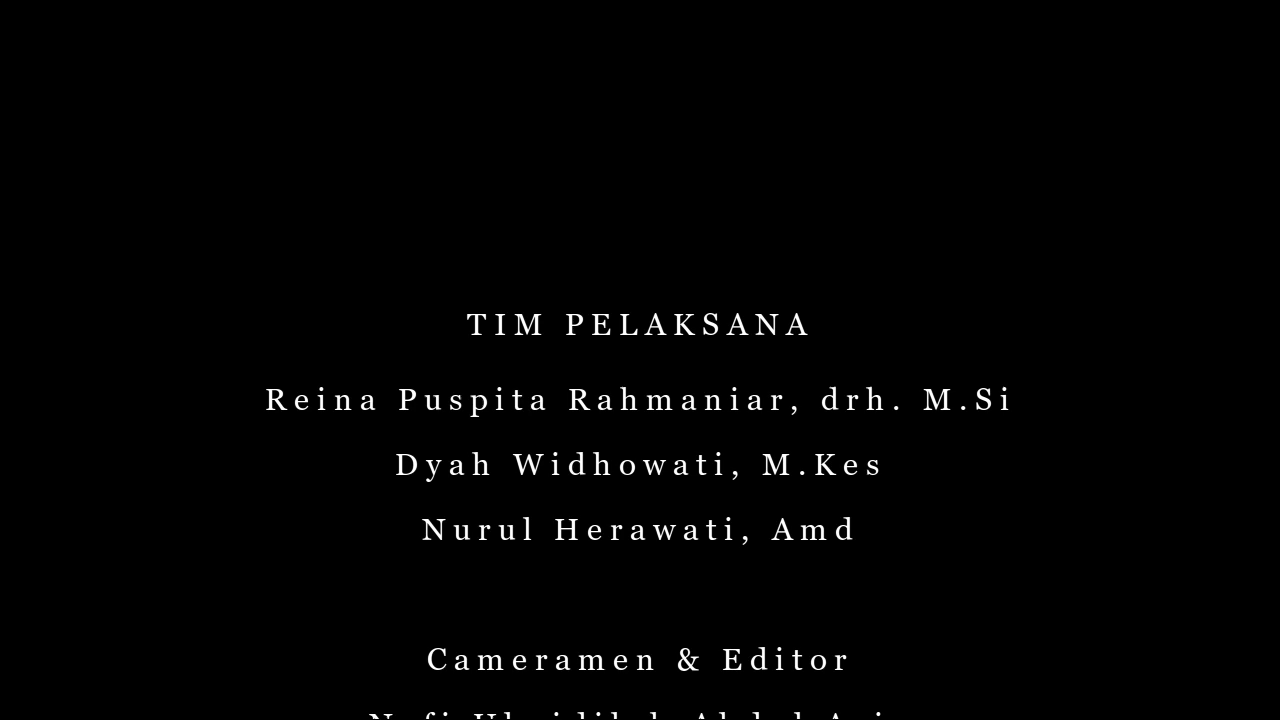 TIM PELAKSANA
Reina Puspita Rahmaniar, drh. M.Si
Dyah Widhowati, M.Kes
Nurul Herawati, Amd
Cameramen & Editor